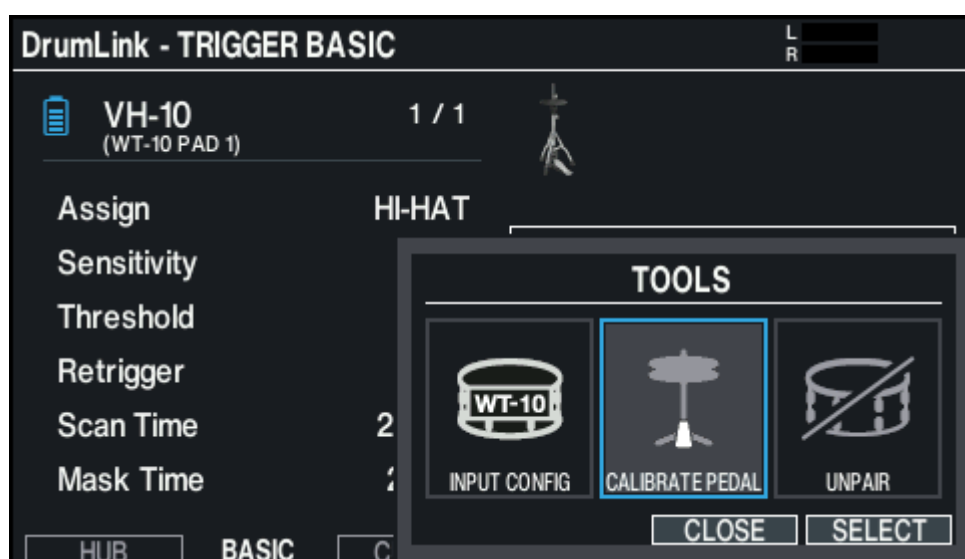 DrumLink - TRIGGER BASIC
L
R
VH-10 1 / 1
(WT-10 PAD 1)
Assign HI-HAT
Sensitivity
Threshold
Retrigger
Scan Time 2
Mask Time
TOOLS
WT-10
INPUT CONFIG CALIBRATE PEDAL UNPAIR
CLOSE SELECT
HUB BASIC C